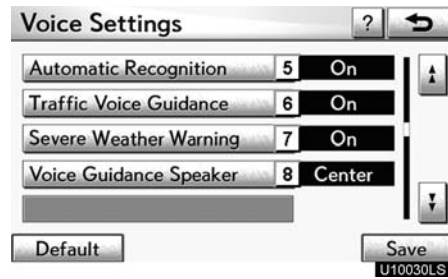 Voice Settings ?
Automatic Recognition 5 On
Traffic Voice Guidance 6 On
Severe Weather Warning 7 On
Voice Guidance Speaker 8 Center
Default Save
U10030LS